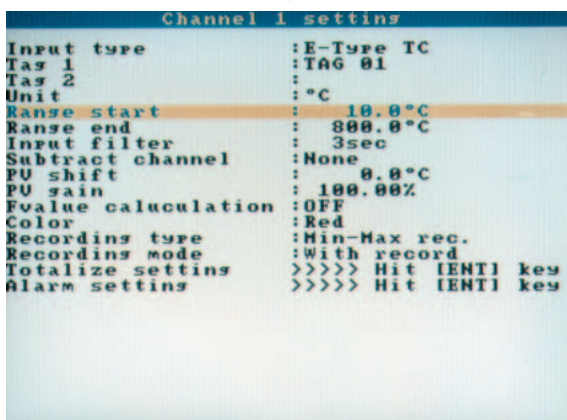 Channel 1 setting
Input type :E-Type TC
Tag 1 :TAG 01
Tag 2 :
Unit :°C
Range start : 10.0°C
Range end : 800.0°C
Input filter : 3sec
Subtract channel :None
PV shift : 0.0°C
PV gain : 100.00%
Fvalue caluculation :OFF
Color :Red
Recording type :Min-Max rec.
Recording mode :With record
Totalize setting >>>>> Hit [ENT] key
Alarm setting >>>>> Hit [ENT] key